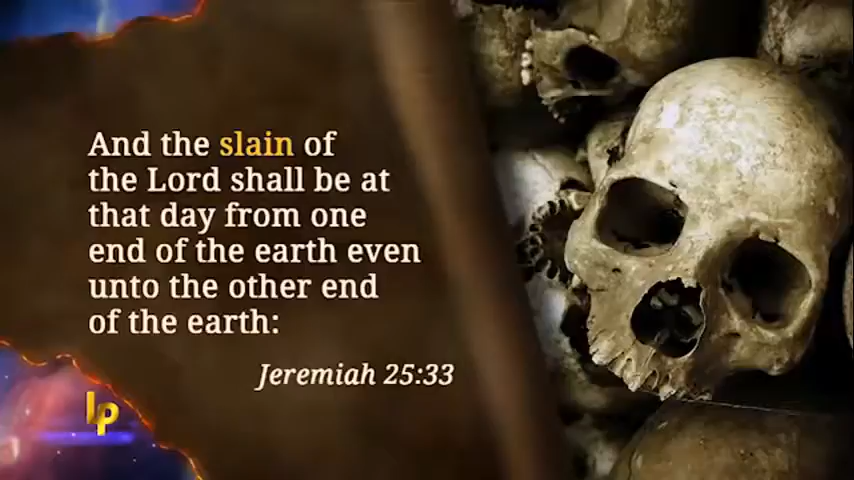 And the slain of
the Lord shall be at
that day from one
end of the earth even
unto the other end
of the earth:
Jeremiah 25:33
lp